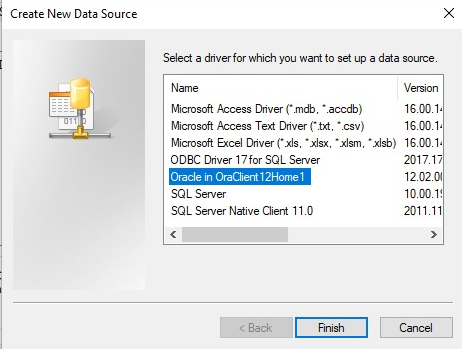 Create New Data Source
Select a driver for which you want to set up a data source.
Name Version
Microsoft Access Driver (*.mdb, *.accdb) 16.00.14
Microsoft Access Text Driver (*.txt, *.csv) 16.00.14
Microsoft Excel Driver (*.xls, *.xlsx, *.xlsm, *.xlsb) 16.00.14
ODBC Driver 17 for SQL Server 2017.17
Oracle in OraClient12Home1 12.02.00
SQL Server 10.00.19
SQL Server Native Client 11.0 2011.11
< Back Finish Cancel